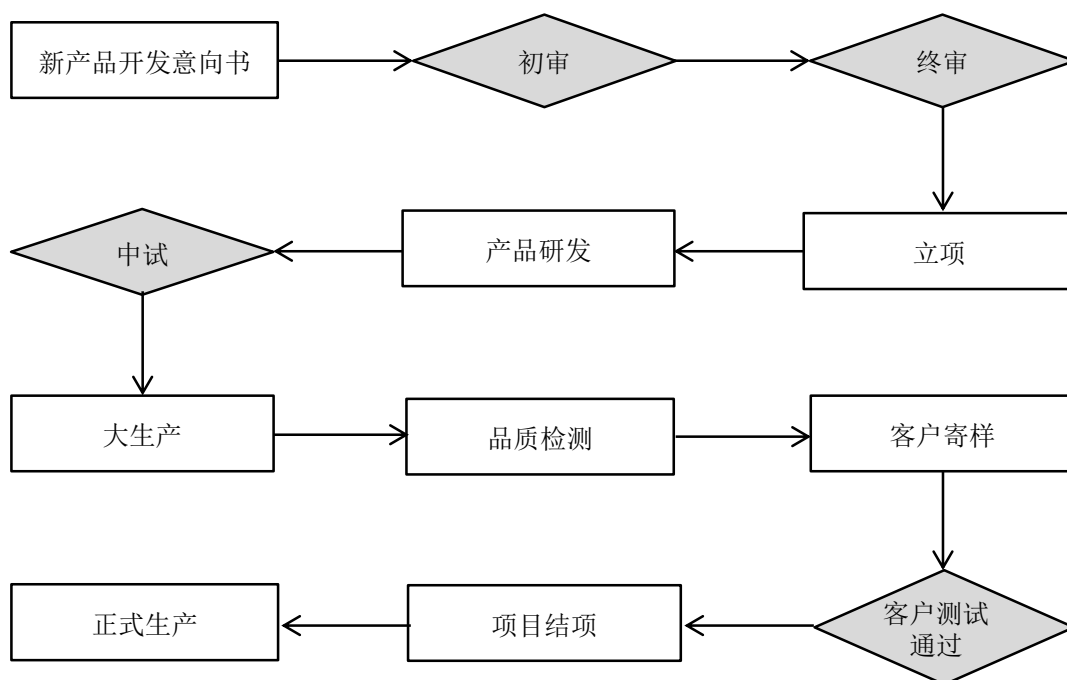 新产品开发意向书
初审
终审
立项
产品研发
中试
大生产
品质检测
客户寄样
客户测试
通过
项目结项
正式生产